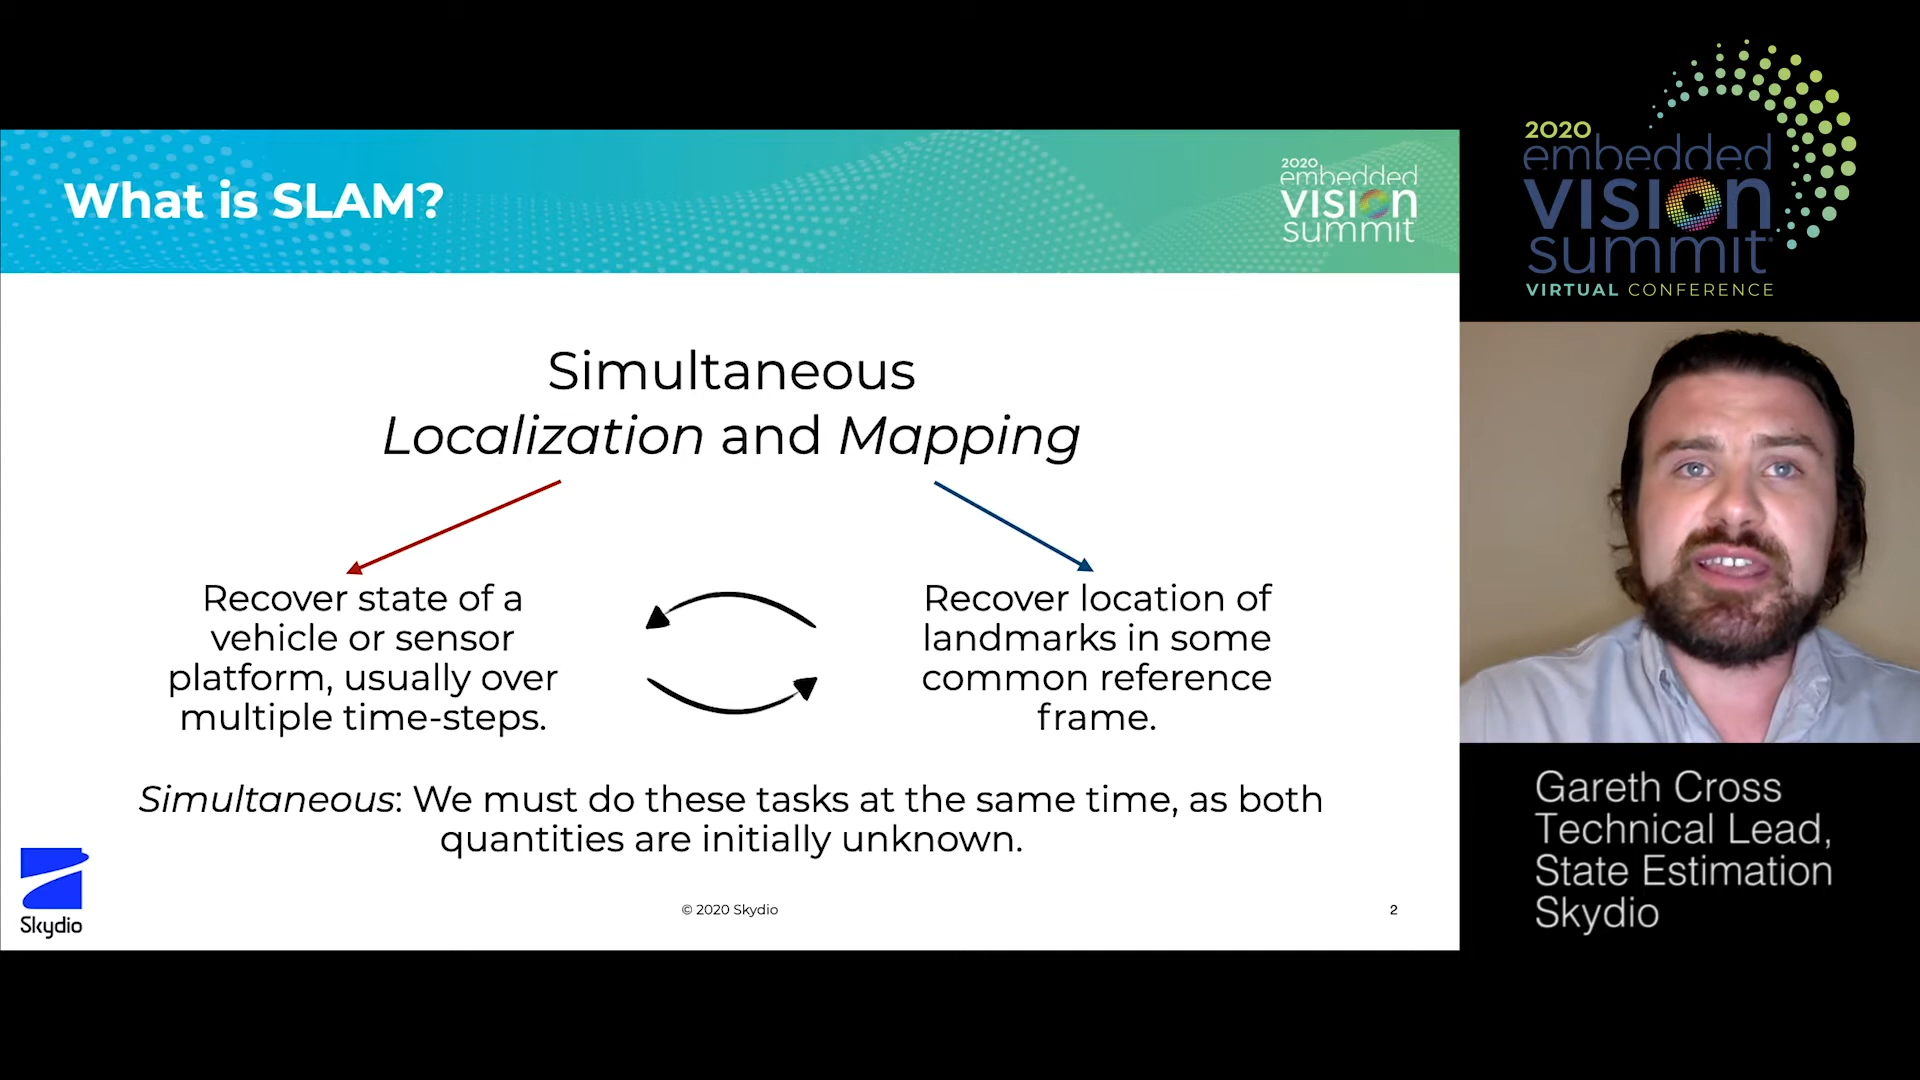 What is SLAM?
2020
embedded
vision
summit
Simultaneous
Localization and Mapping
Recover state of a
vehicle or sensor
platform, usually over
multiple time-steps.
Recover location of
landmarks in some
common reference
frame.
Simultaneous: We must do these tasks at the same time, as both
quantities are initially unknown.
Skydio
© 2020 Skydio
2
2020
embedded
vision
summit
VIRTUAL CONFERENCE
Gareth Cross
Technical Lead,
State Estimation
Skydio